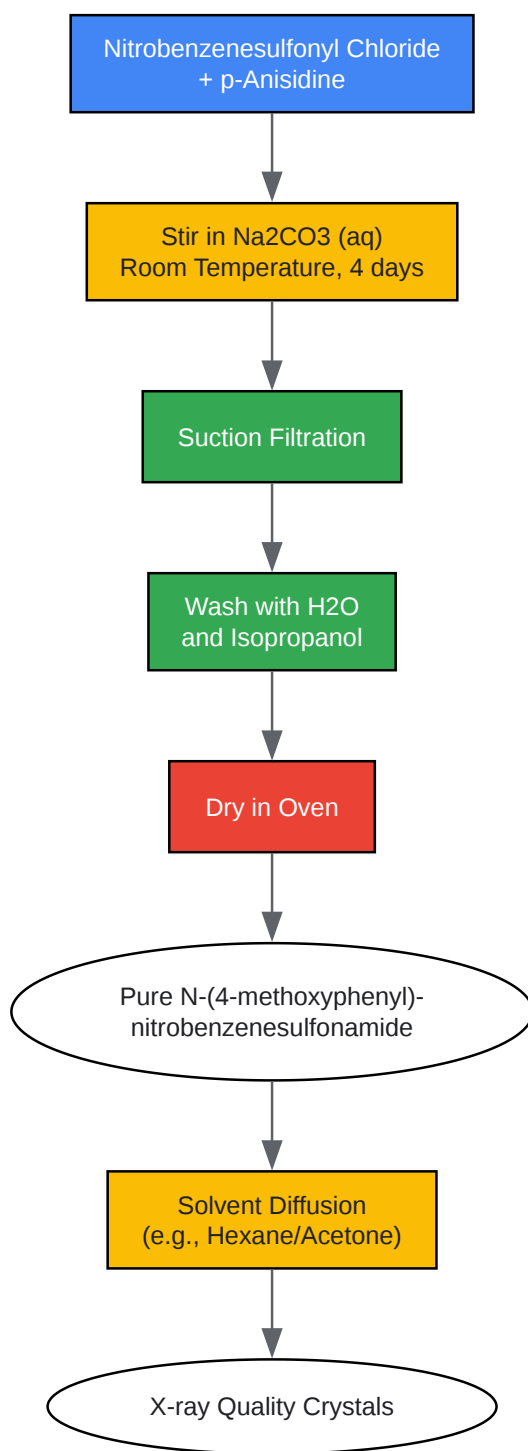 Nitrobenzenesulfonyl Chloride
+ p-Anisidine
Stir in Na2CO3 (aq)
Room Temperature, 4 days
Suction Filtration
Wash with H2O
and Isopropanol
Dry in Oven
Pure N-(4-methoxyphenyl)-
nitrobenzenesulfonamide
Solvent Diffusion
(e.g., Hexane/Acetone)
X-ray Quality Crystals